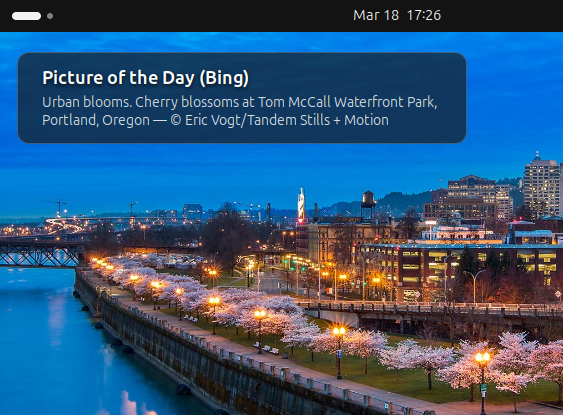 Mar 18 17:26
Picture of the Day (Bing)
Urban blooms. Cherry blossoms at Tom McCall Waterfront Park,
Portland, Oregon — © Eric Vogt/Tandem Stills + Motion